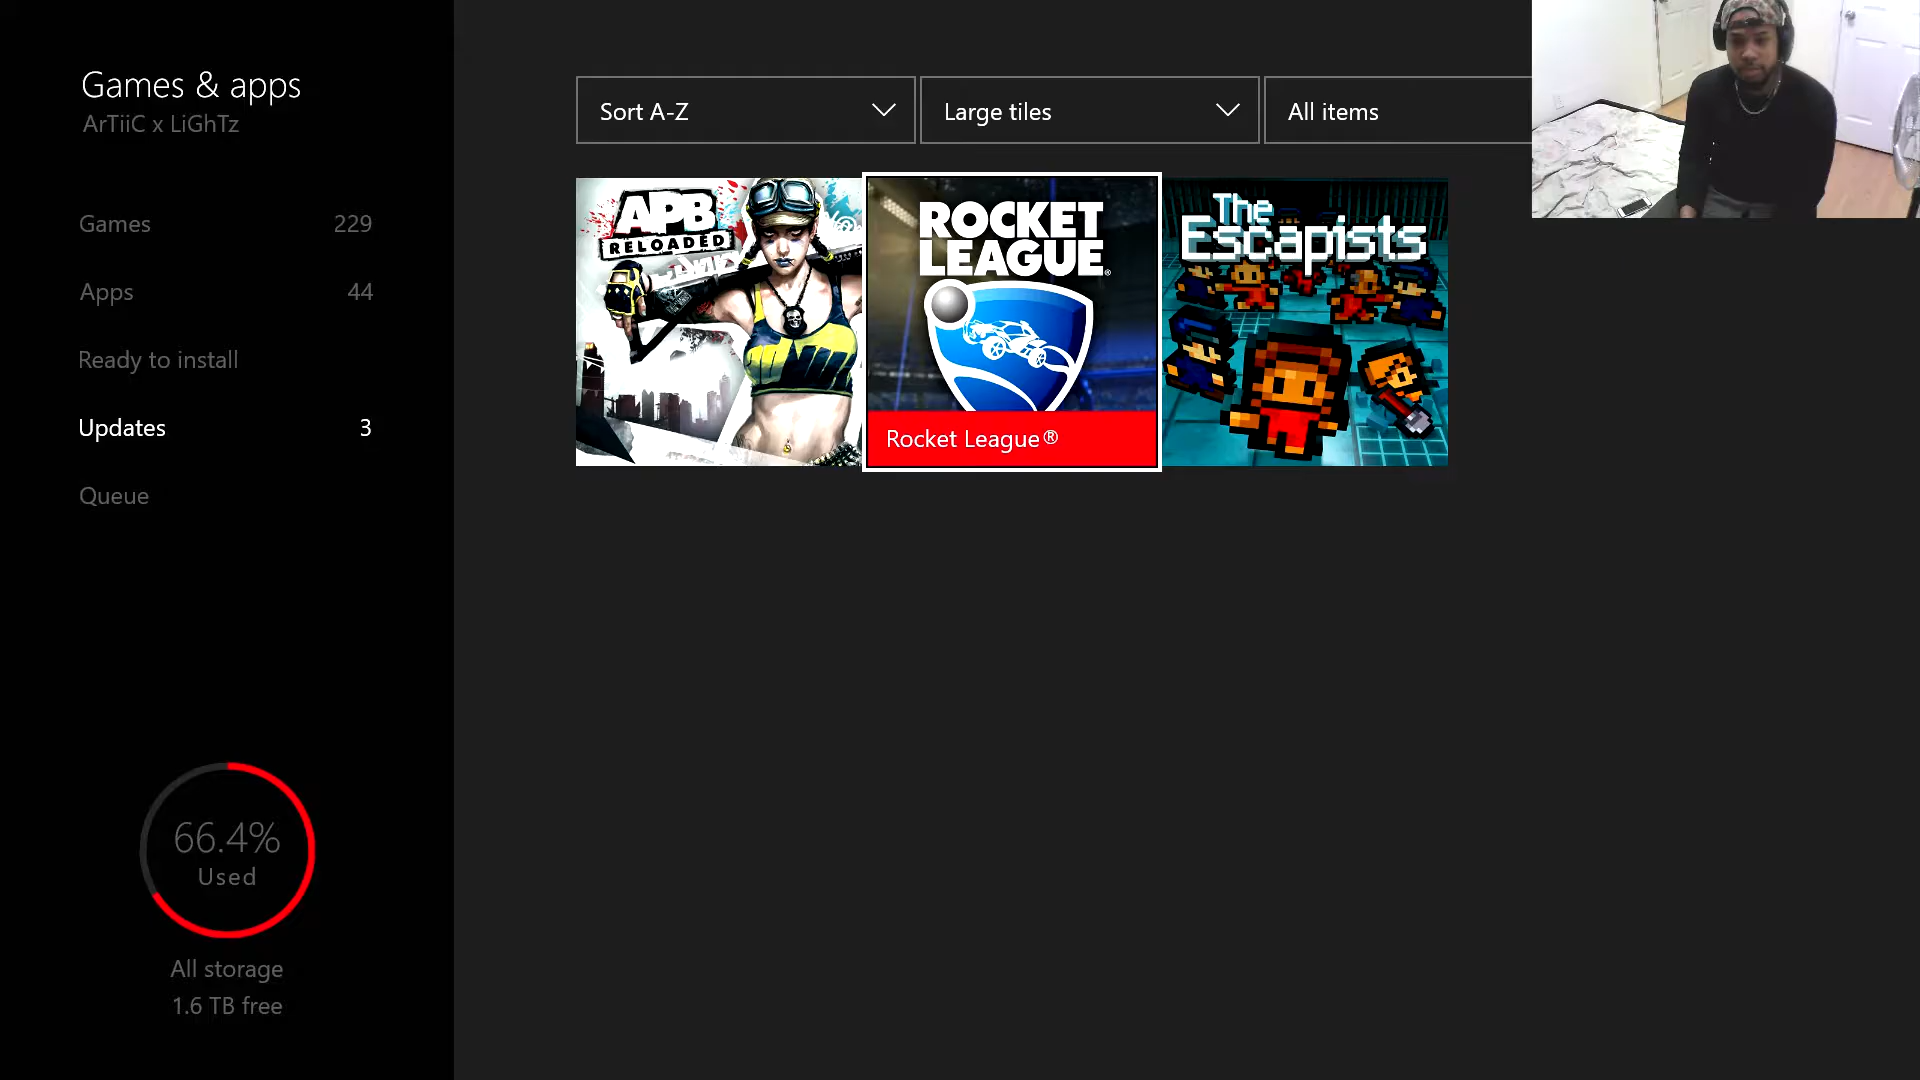 Games & apps
ArTiiC x LiGhTz
Games 229
Apps 44
Ready to install
Updates 3
Queue
66.4%
Used
All storage
1.6 TB free
Sort A-Z
Large tiles
All items
APB
RELOADED
ROCKET
LEAGUE®
Rocket League®
The
Escapists